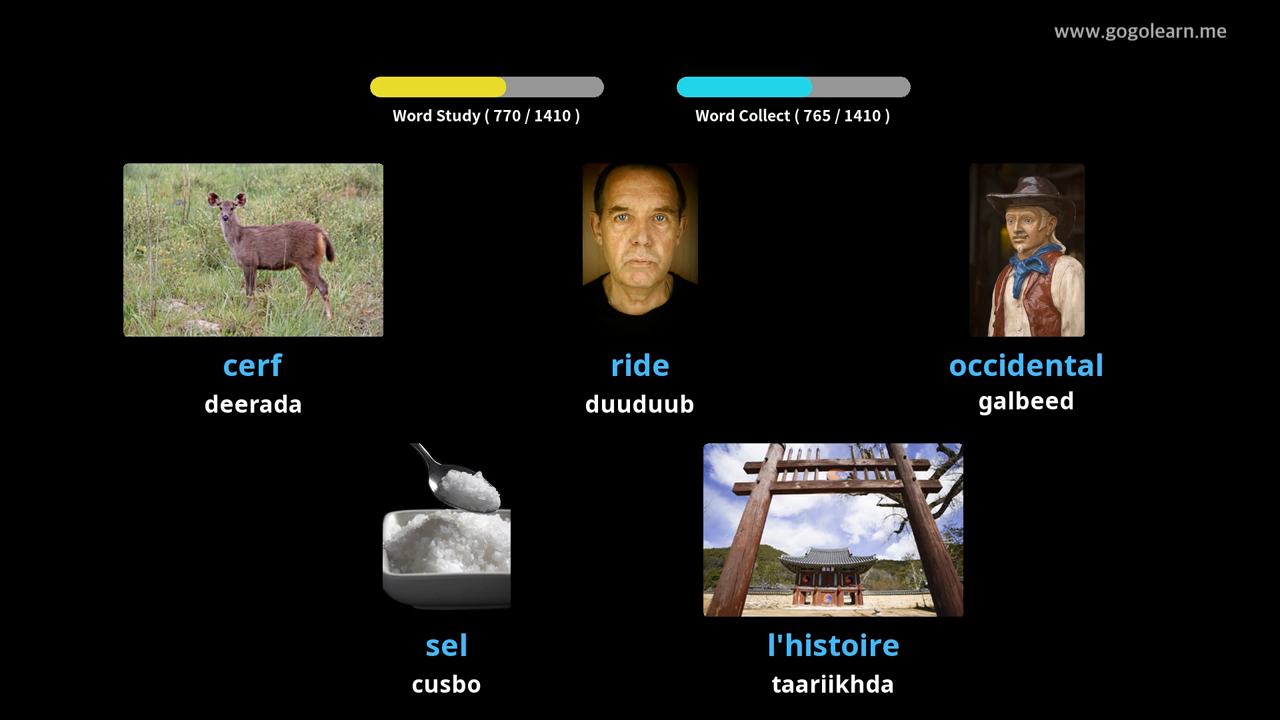 www.gogolearn.me
Word Study ( 770 / 1410 )
Word Collect ( 765 / 1410 )
cerf
deerada
ride
duuduub
occidental
galbeed
sel
cusbo
l'histoire
taariikhda